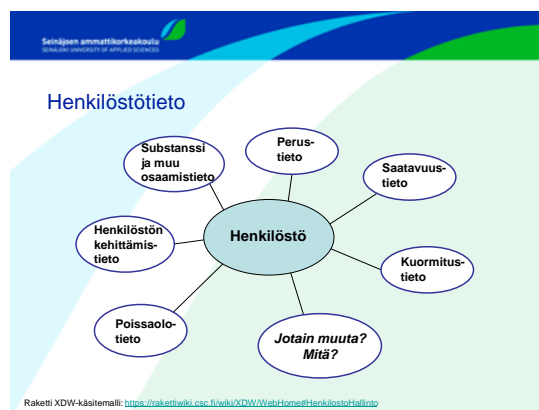 Seinäjoen ammattikorkeakoulu
SEINÄJOKI UNIVERSITY OF APPLIED SCIENCES
Henkilöstötieto
Substanssi
ja muu
osaamistieto
Perus-
tieto
Saatavuus-
tieto
Henkilöstön
kehittämis-
tieto
Henkilöstö
Kuormitus-
tieto
Poissaolo-
tieto
Jotain muuta?
Mitä?
Raketti XDW-käsitemalli: https://rakettiwiki.csc.fi/wiki/XDW/WebHome#HenkilostoHallinto